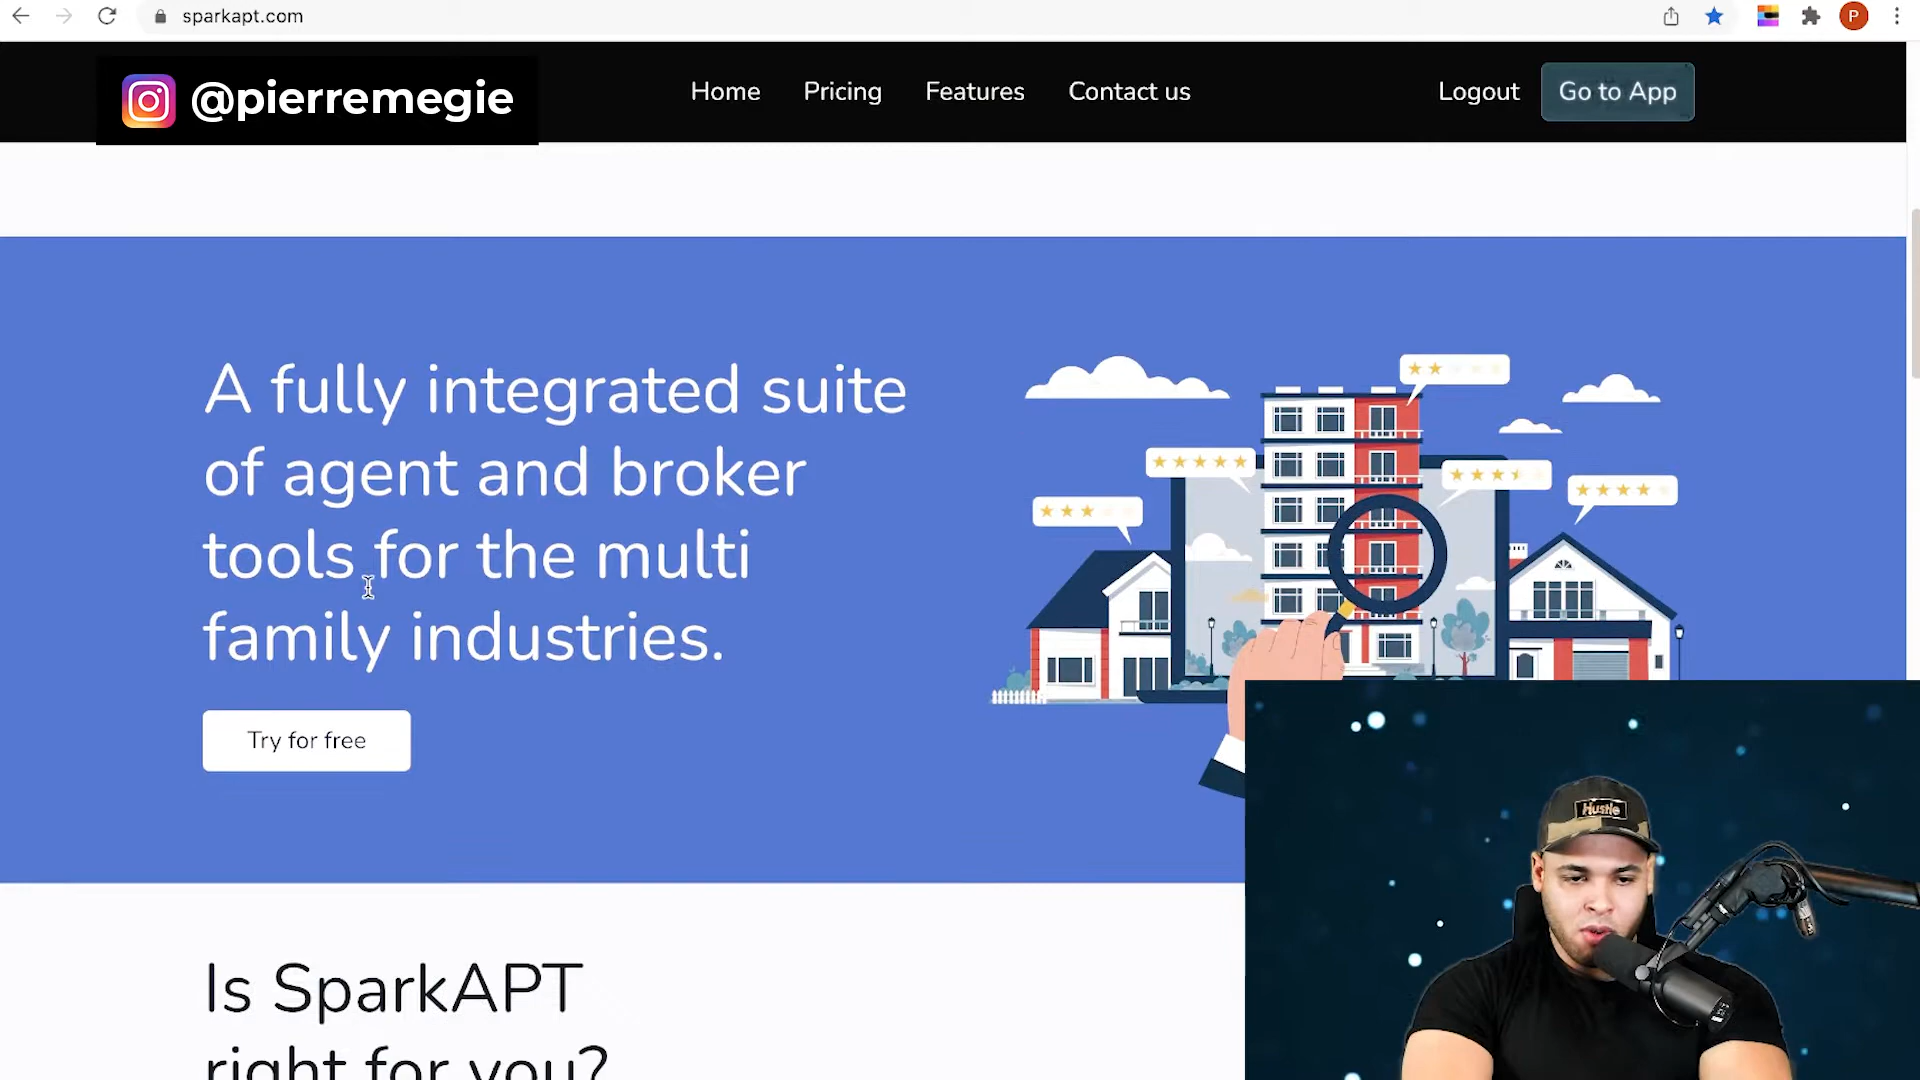 sparkapt.com
P
@pierremegie
Home
Pricing
Features
Contact us
Logout
Go to App
A fully integrated suite
of agent and broker
tools for the multi
family industries.
Try for free
Is SparkAPT
right for you?
Hustle